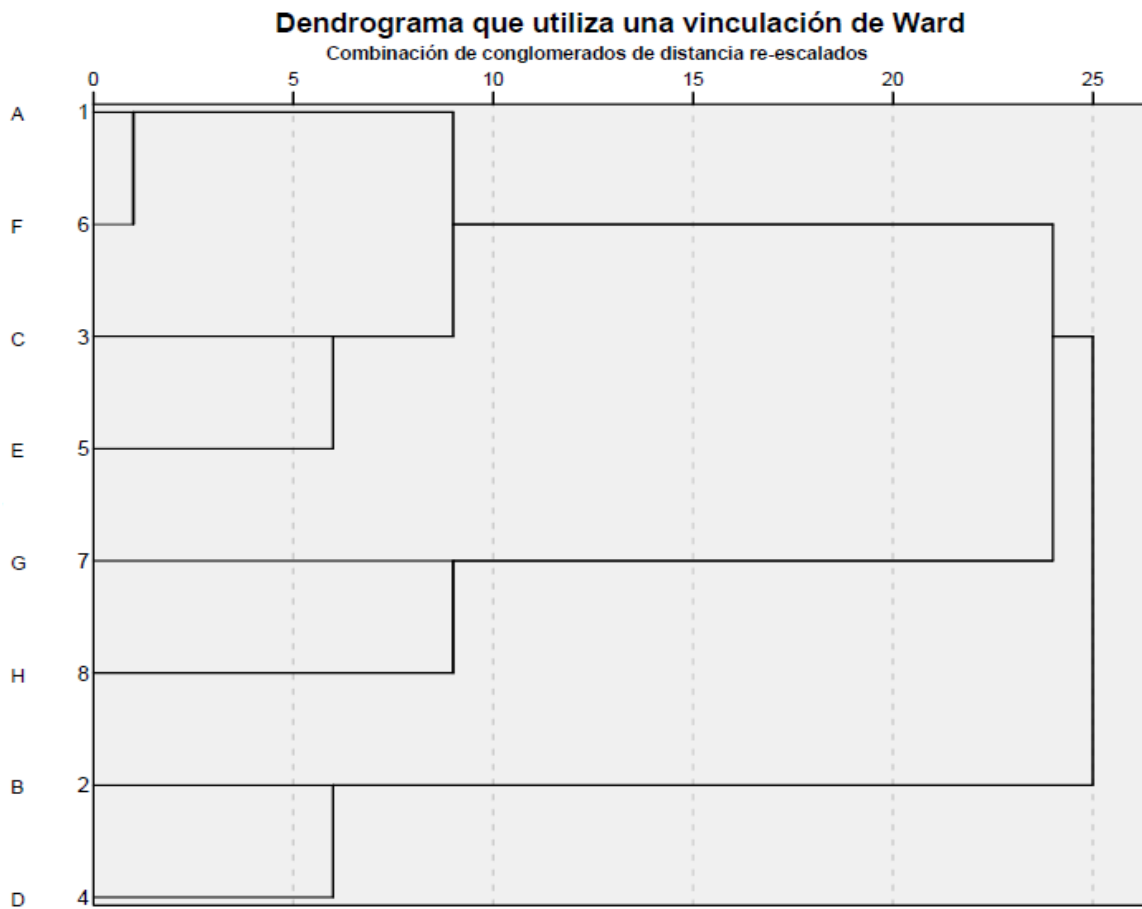 Dendrograma que utiliza una vinculación de Ward
Combinación de conglomerados de distancia re-escalados
0 5 10 15 20 25
A 1
F 6
C 3
E 5
G 7
H 8
B 2
D 4